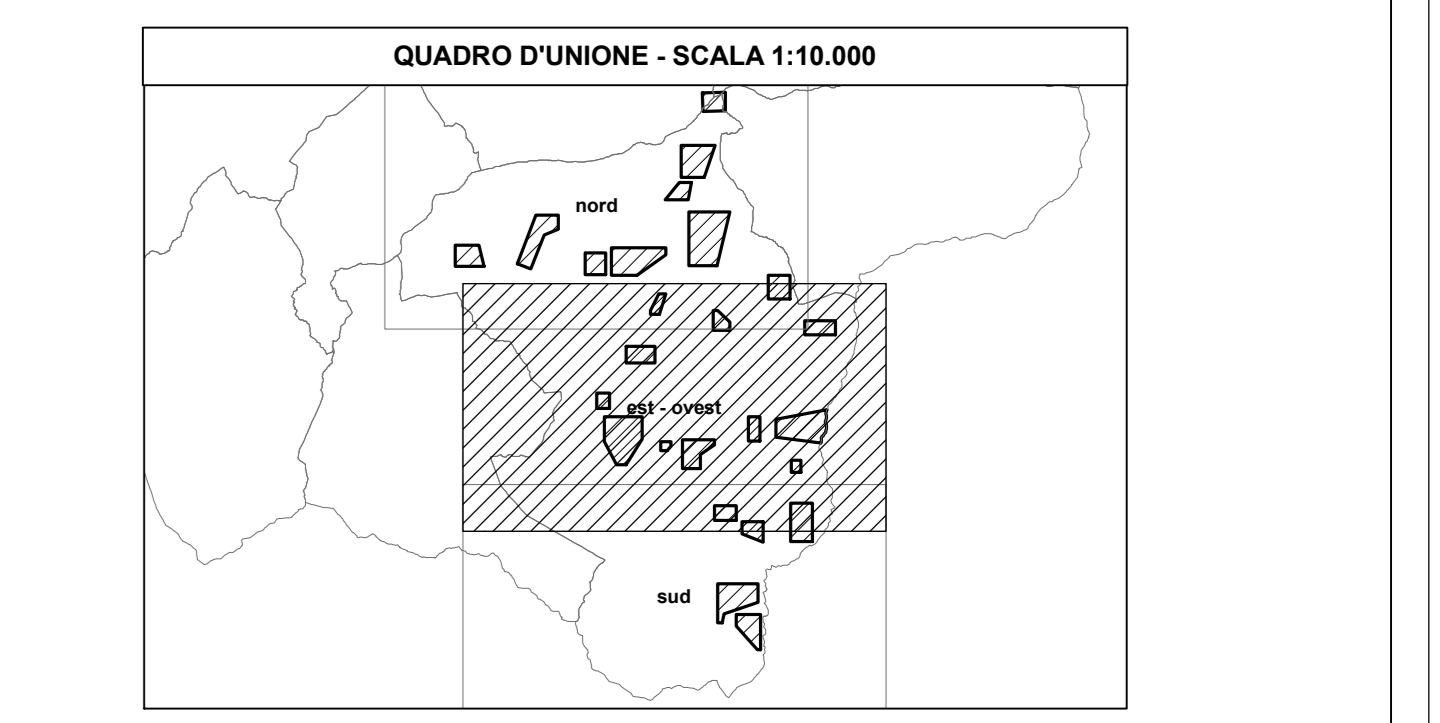 QUADRO D'UNIONE - SCALA 1:10.000
nord
est - ovest
sud